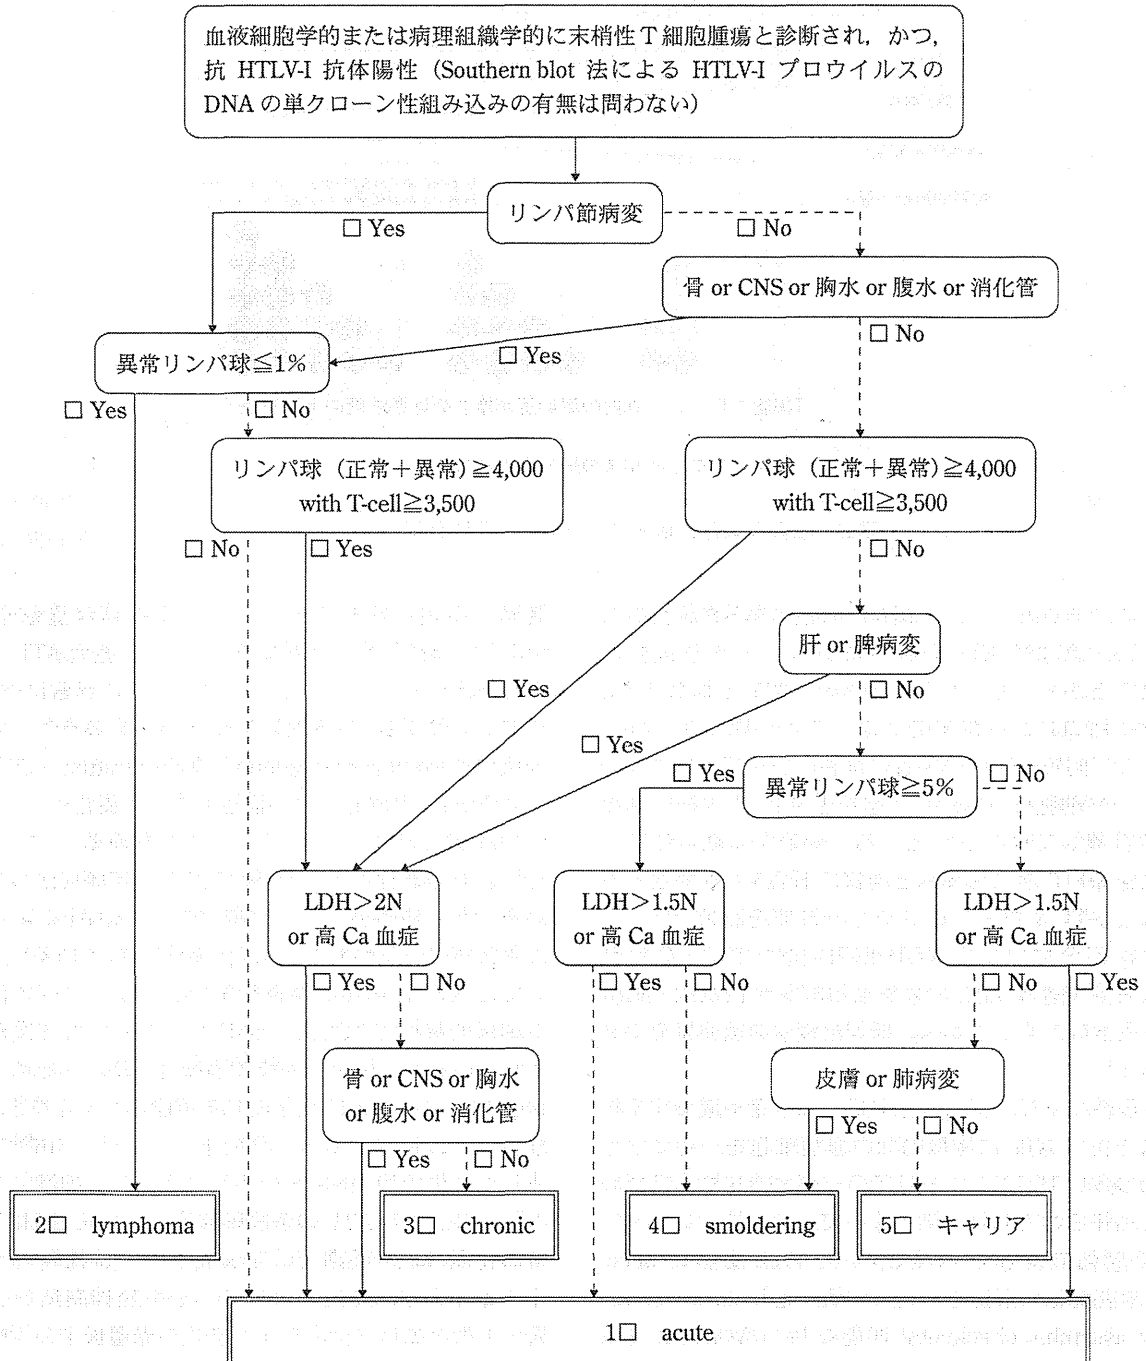 血液細胞学的または病理組織学的に末梢性T細胞腫瘍と診断され，かつ，
抗 HTLV-I 抗体陽性（Southern blot 法による HTLV-I プロウイルスの
DNA の単クローン性組み込みの有無は問わない）
リンパ節病変
□ Yes
□ No
骨 or CNS or 胸水 or 腹水 or 消化管
□ Yes
□ No
異常リンパ球≦1%
□ Yes
□ No
リンパ球（正常＋異常）≧4,000
with T-cell≧3,500
リンパ球（正常＋異常）≧4,000
with T-cell≧3,500
□ No
□ Yes
□ No
肝 or 脾病変
□ Yes
□ No
□ Yes
□ Yes
異常リンパ球≧5%
□ No
LDH＞2N
or 高 Ca 血症
LDH＞1.5N
or 高 Ca 血症
LDH＞1.5N
or 高 Ca 血症
□ Yes
□ No
□ Yes
□ No
□ No
□ Yes
骨 or CNS or 胸水
or 腹水 or 消化管
皮膚 or 肺病変
□ Yes
□ No
□ Yes
□ No
2□ lymphoma
3□ chronic
4□ smoldering
5□ キャリア
1□ acute